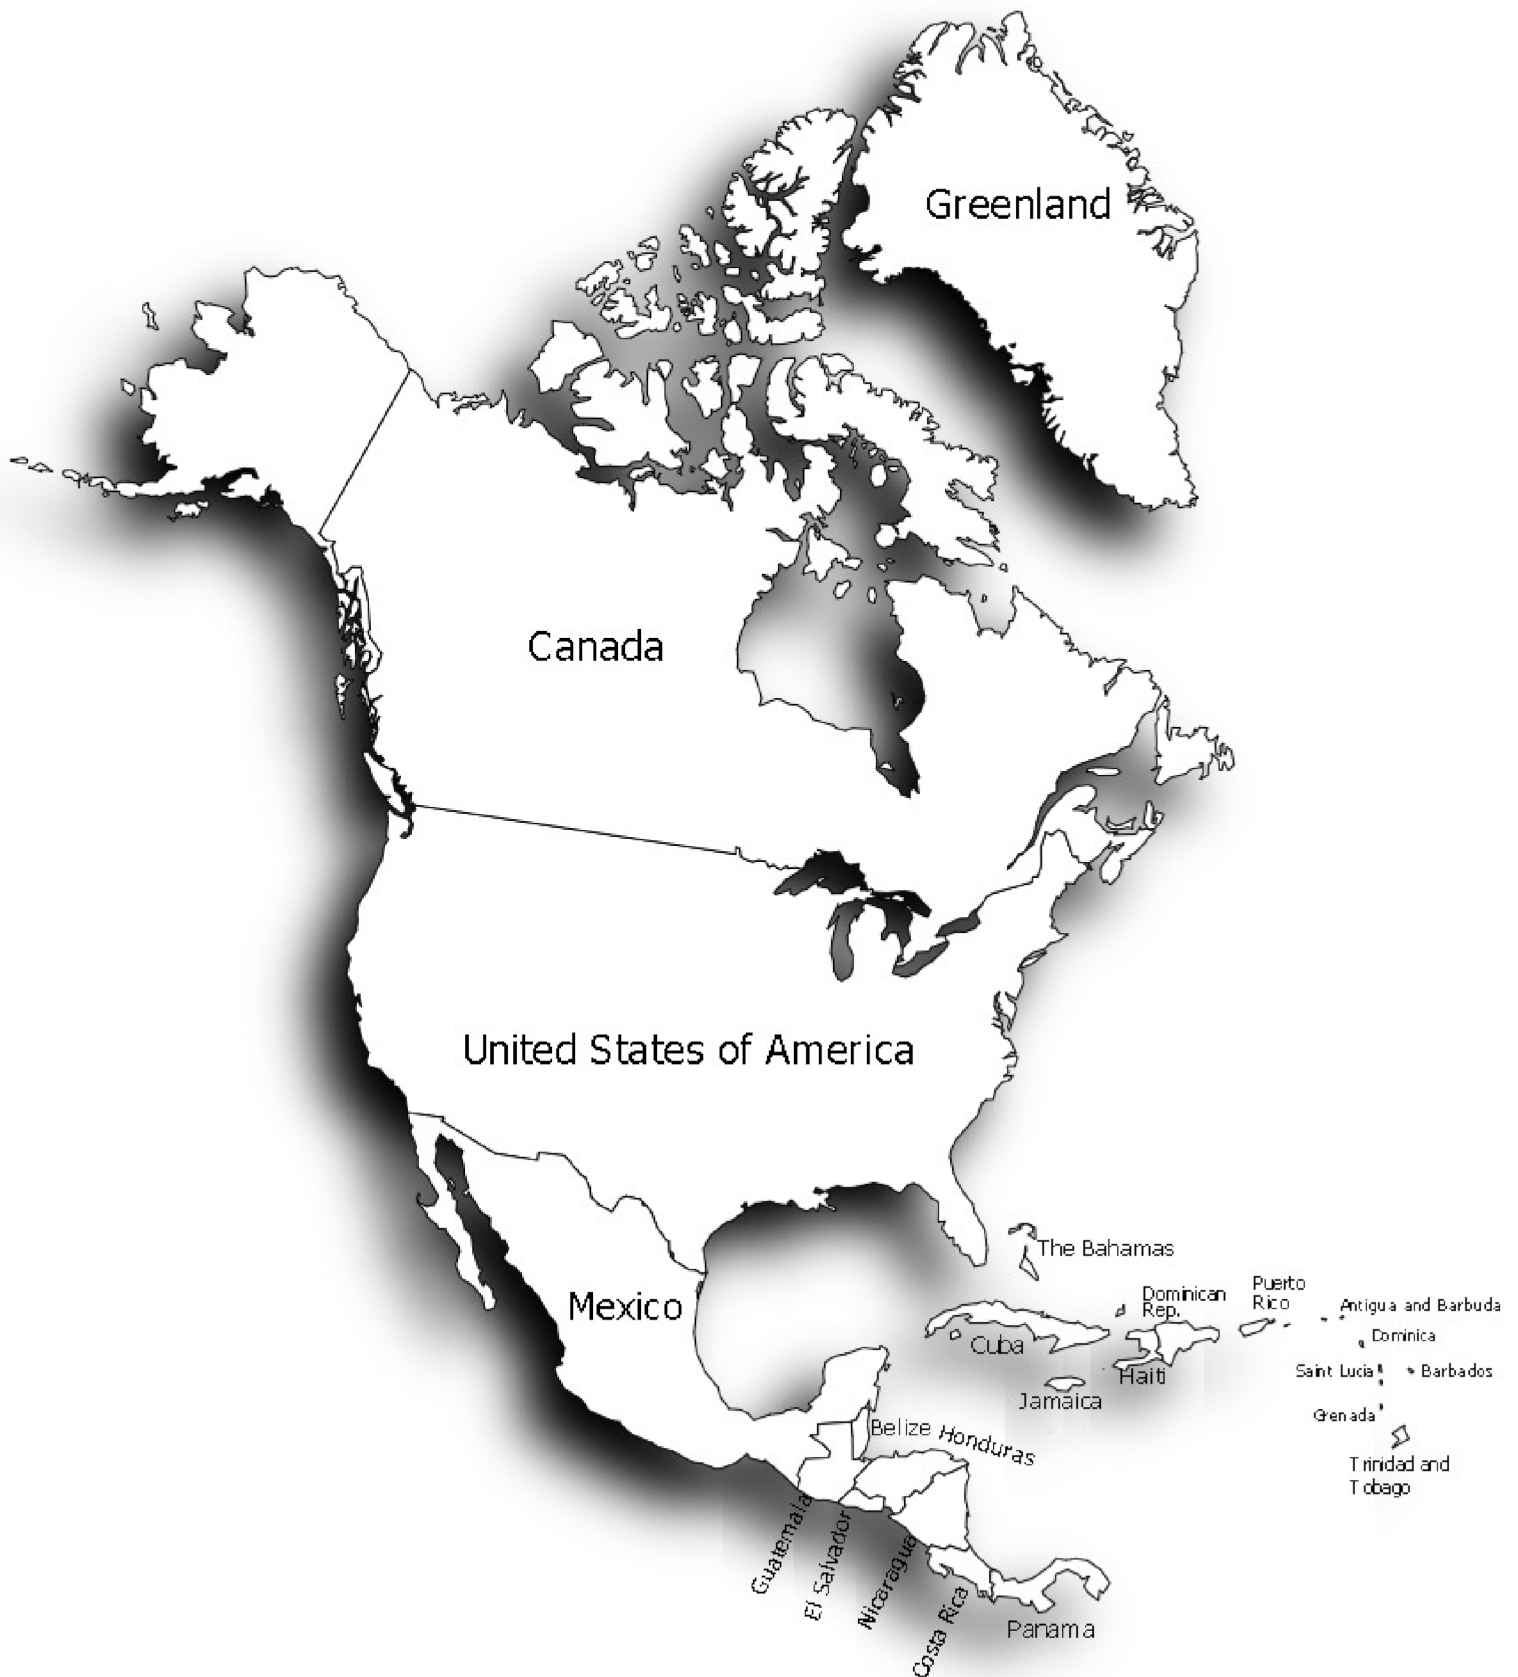 Greenland
Canada
United States of America
The Bahamas
Mexico
Dominican
Rep.
Puerto
Rico
Antigua and Barbuda
Dominica
Cuba
Haiti
Saint Lucia
Barbados
Jamaica
Grenada
Belize
Honduras
Trinidad and
Tobago
Guatemala
El Salvador
Nicaragua
Costa Rica
Panama